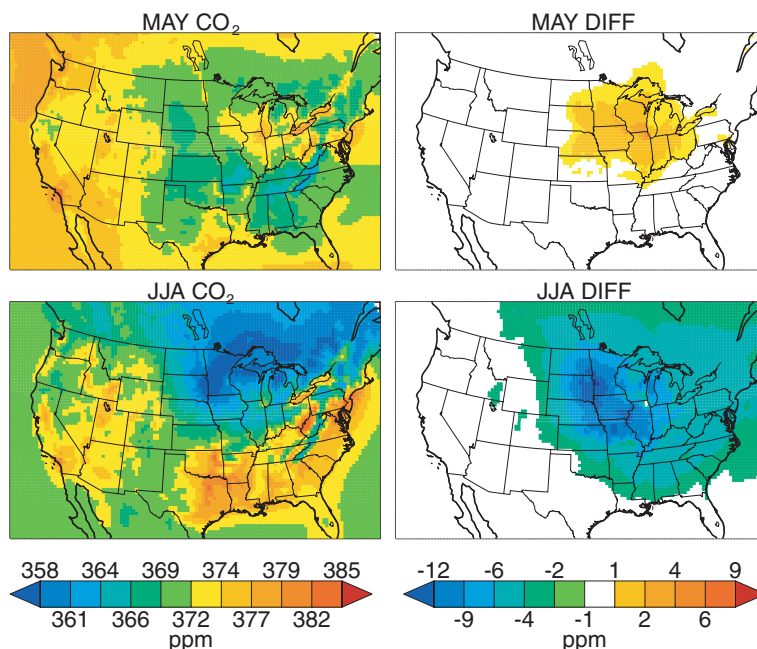 MAY CO₂
MAY DIFF
JJA CO₂
JJA DIFF
358 364 369 374 379 385
361 366 372 377 382
ppm
-12 -6 -2 1 4 9
-9 -4 -1 2 6
ppm